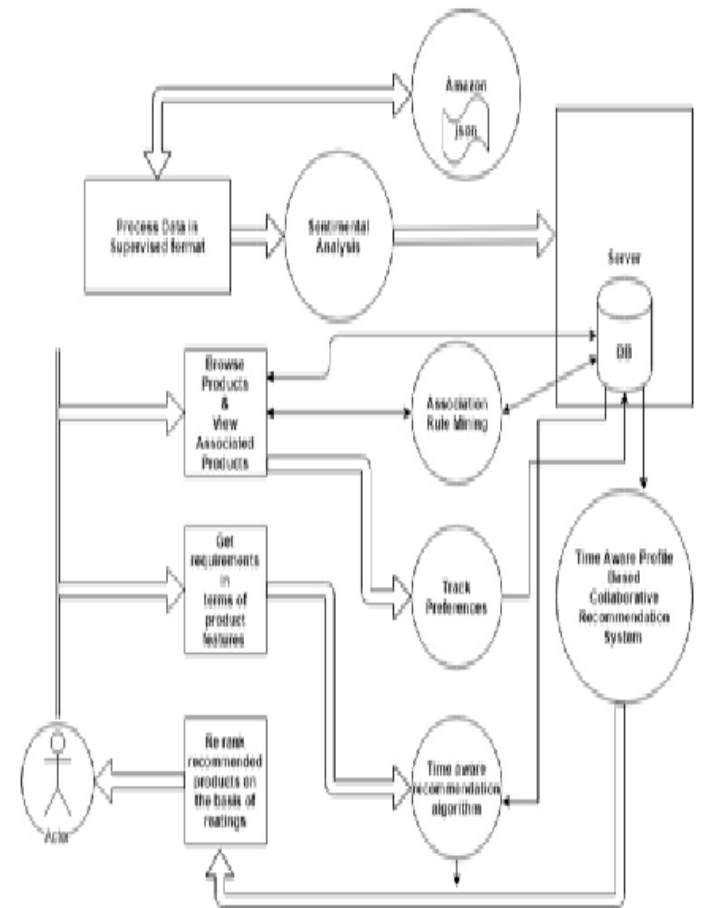 Amazon
json
Process Data in
Supervised format
Sentimental
Analysis
Server
DB
Browse
Products
&
View
Associated
Products
Association
Rule Mining
Get
requirements
in
terms of
product
features
Track
Preferences
Time Aware Profile
Based
Collaborative
Recommendation
System
Re rank
recommended
products on
the basis of
roatings
Time aware
recommendation
algorithm
Actor